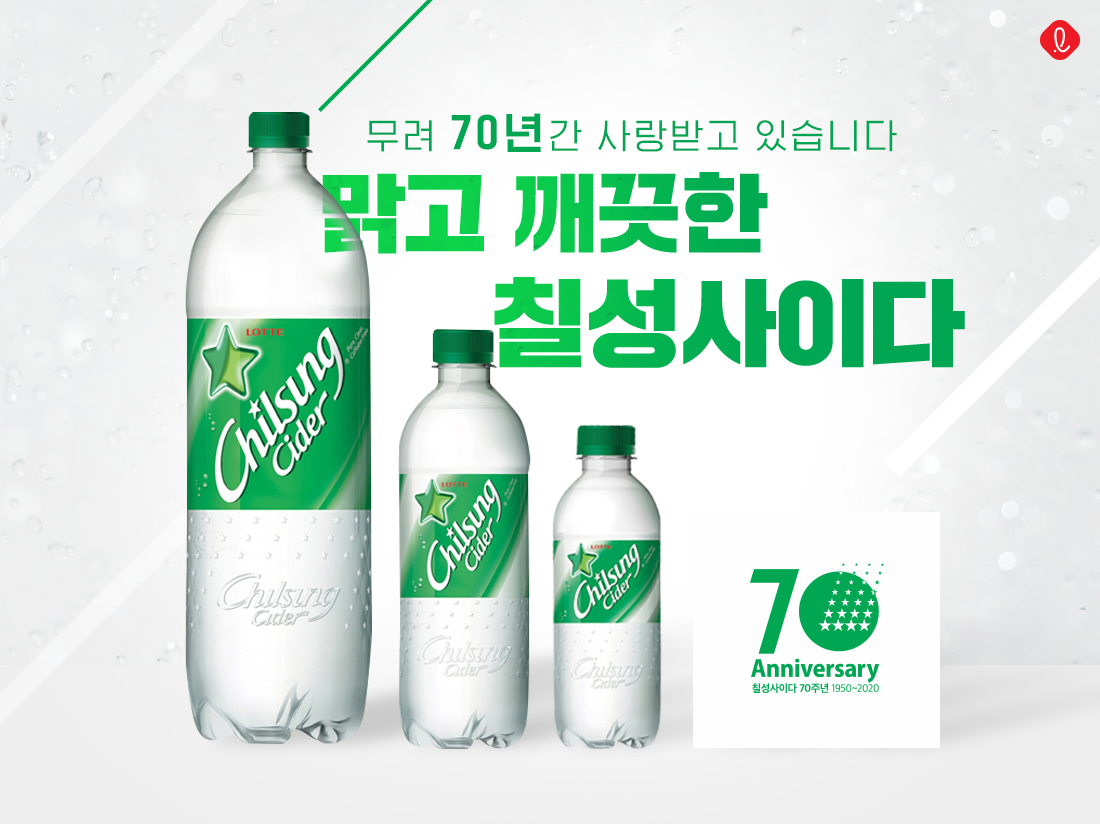 무려 70년간 사랑받고 있습니다
맑고 깨끗한
칠성사이다
LOTTE
Chilsung
Cider
Chilsung
Cider
LOTTE
Chilsung
Cider
Chilsung
Cider
LOTTE
Chilsung
Cider
Chilsung
Cider
70
Anniversary
칠성사이다 70주년 1950~2020